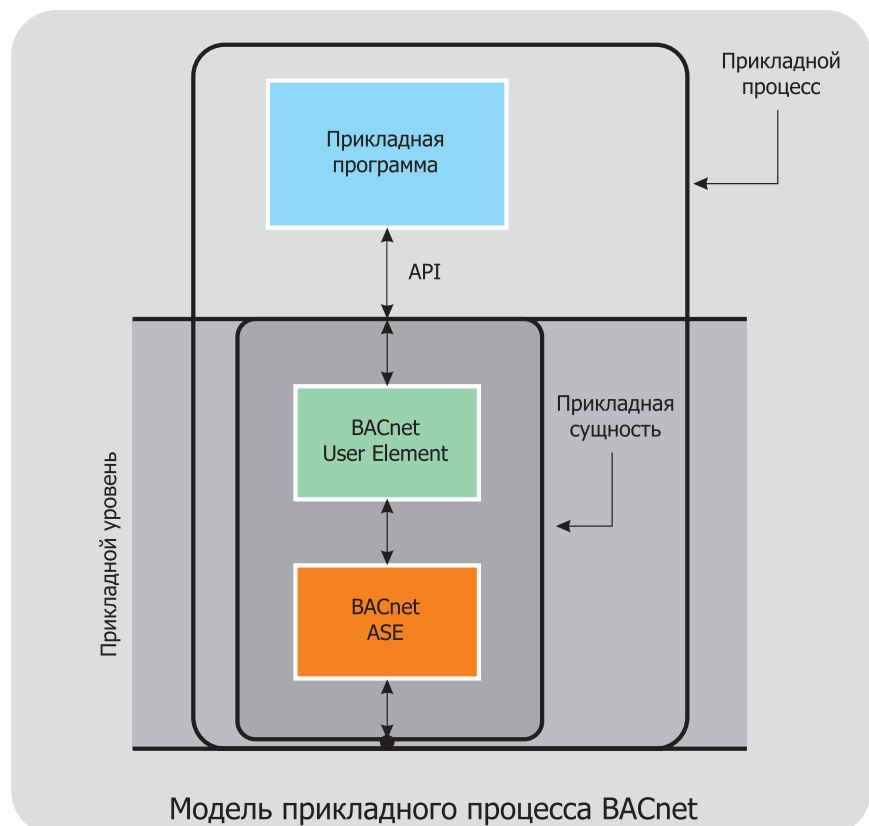 Прикладной
процесс
Прикладная
программа
API
Прикладная
сущность
BACnet
User Element
Прикладной уровень
BACnet
ASE
Модель прикладного процесса BACnet